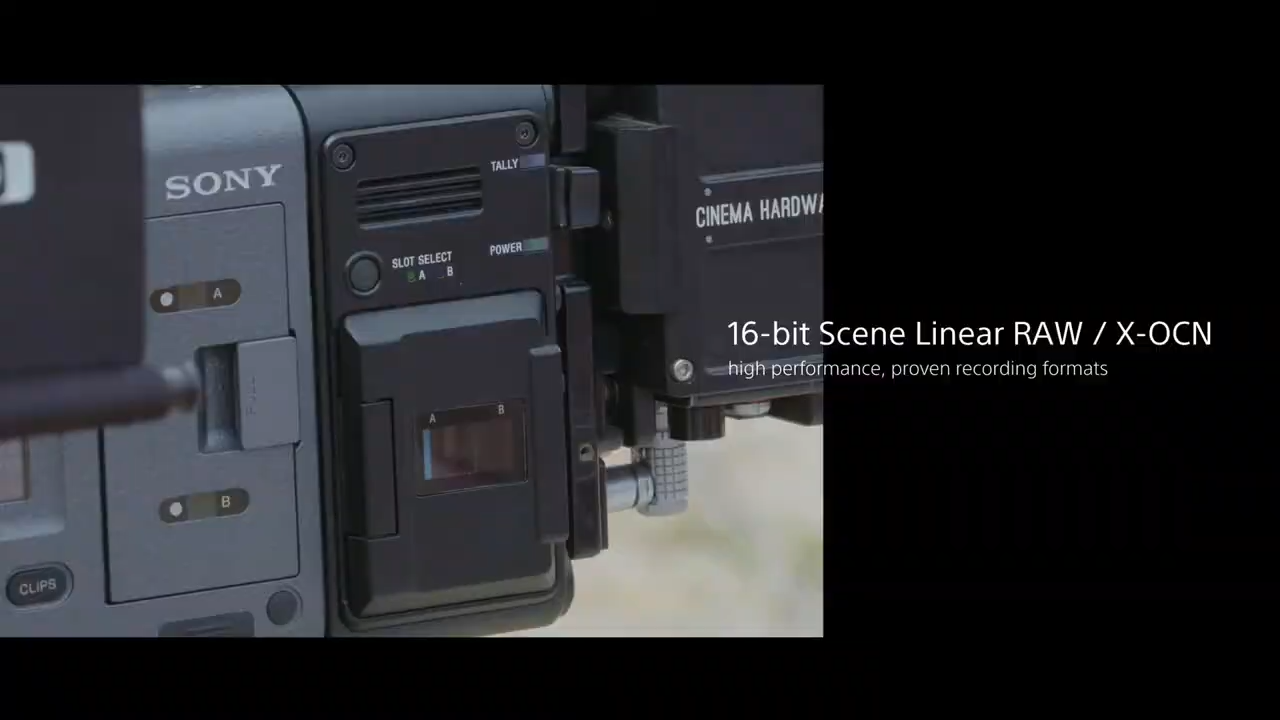 SONY
TALLY
CINEMA HARDWA
SLOT SELECT
A B
POWER
A
16-bit Scene Linear RAW / X-OCN
high performance, proven recording formats
A B
B
CLIPS